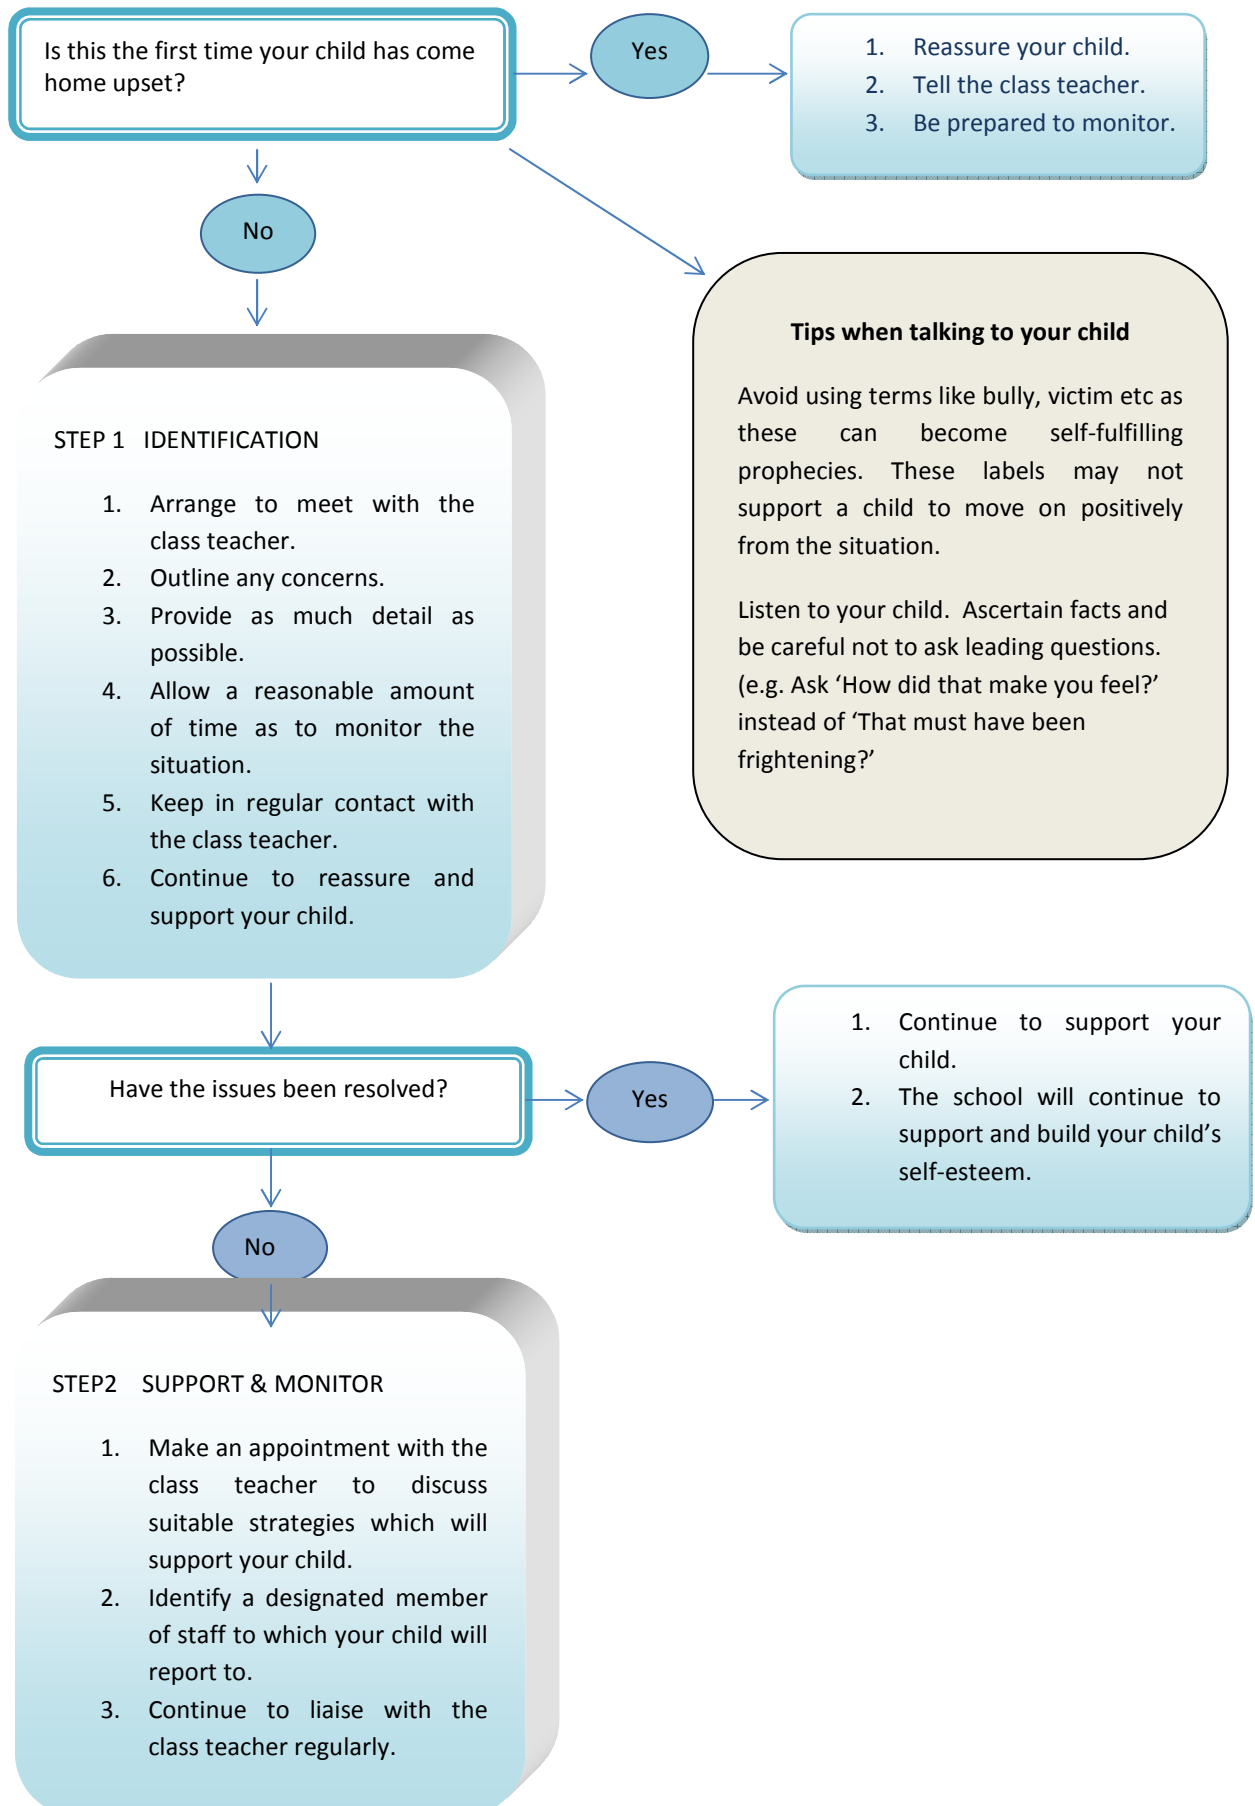 Is this the first time your child has come
home upset?
Yes
1. Reassure your child.
2. Tell the class teacher.
3. Be prepared to monitor.
No
Tips when talking to your child
Avoid using terms like bully, victim etc as
these can become self-fulfilling
prophecies. These labels may not
support a child to move on positively
from the situation.
Listen to your child. Ascertain facts and
be careful not to ask leading questions.
(e.g. Ask ‘How did that make you feel?’
instead of ‘That must have been
frightening?’
STEP 1 IDENTIFICATION
1. Arrange to meet with the
class teacher.
2. Outline any concerns.
3. Provide as much detail as
possible.
4. Allow a reasonable amount
of time as to monitor the
situation.
5. Keep in regular contact with
the class teacher.
6. Continue to reassure and
support your child.
Have the issues been resolved?
Yes
1. Continue to support your
child.
2. The school will continue to
support and build your child’s
self-esteem.
No
STEP2 SUPPORT & MONITOR
1. Make an appointment with the
class teacher to discuss
suitable strategies which will
support your child.
2. Identify a designated member
of staff to which your child will
report to.
3. Continue to liaise with the
class teacher regularly.